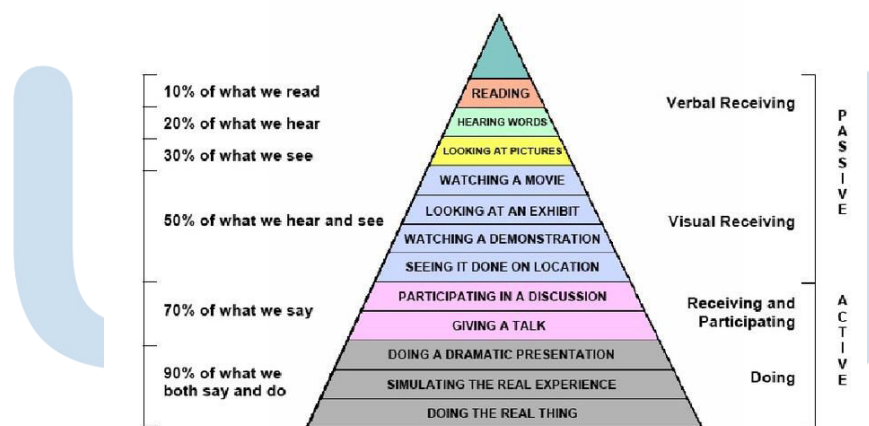 10% of what we read
20% of what we hear
30% of what we see
50% of what we hear and see
70% of what we say
90% of what we
both say and do
READING
HEARING WORDS
LOOKING AT PICTURES
WATCHING A MOVIE
LOOKING AT AN EXHIBIT
WATCHING A DEMONSTRATION
SEEING IT DONE ON LOCATION
PARTICIPATING IN A DISCUSSION
GIVING A TALK
DOING A DRAMATIC PRESENTATION
SIMULATING THE REAL EXPERIENCE
DOING THE REAL THING
Verbal Receiving
Visual Receiving
Receiving and
Participating
Doing
PASSIVE
ACTIVE